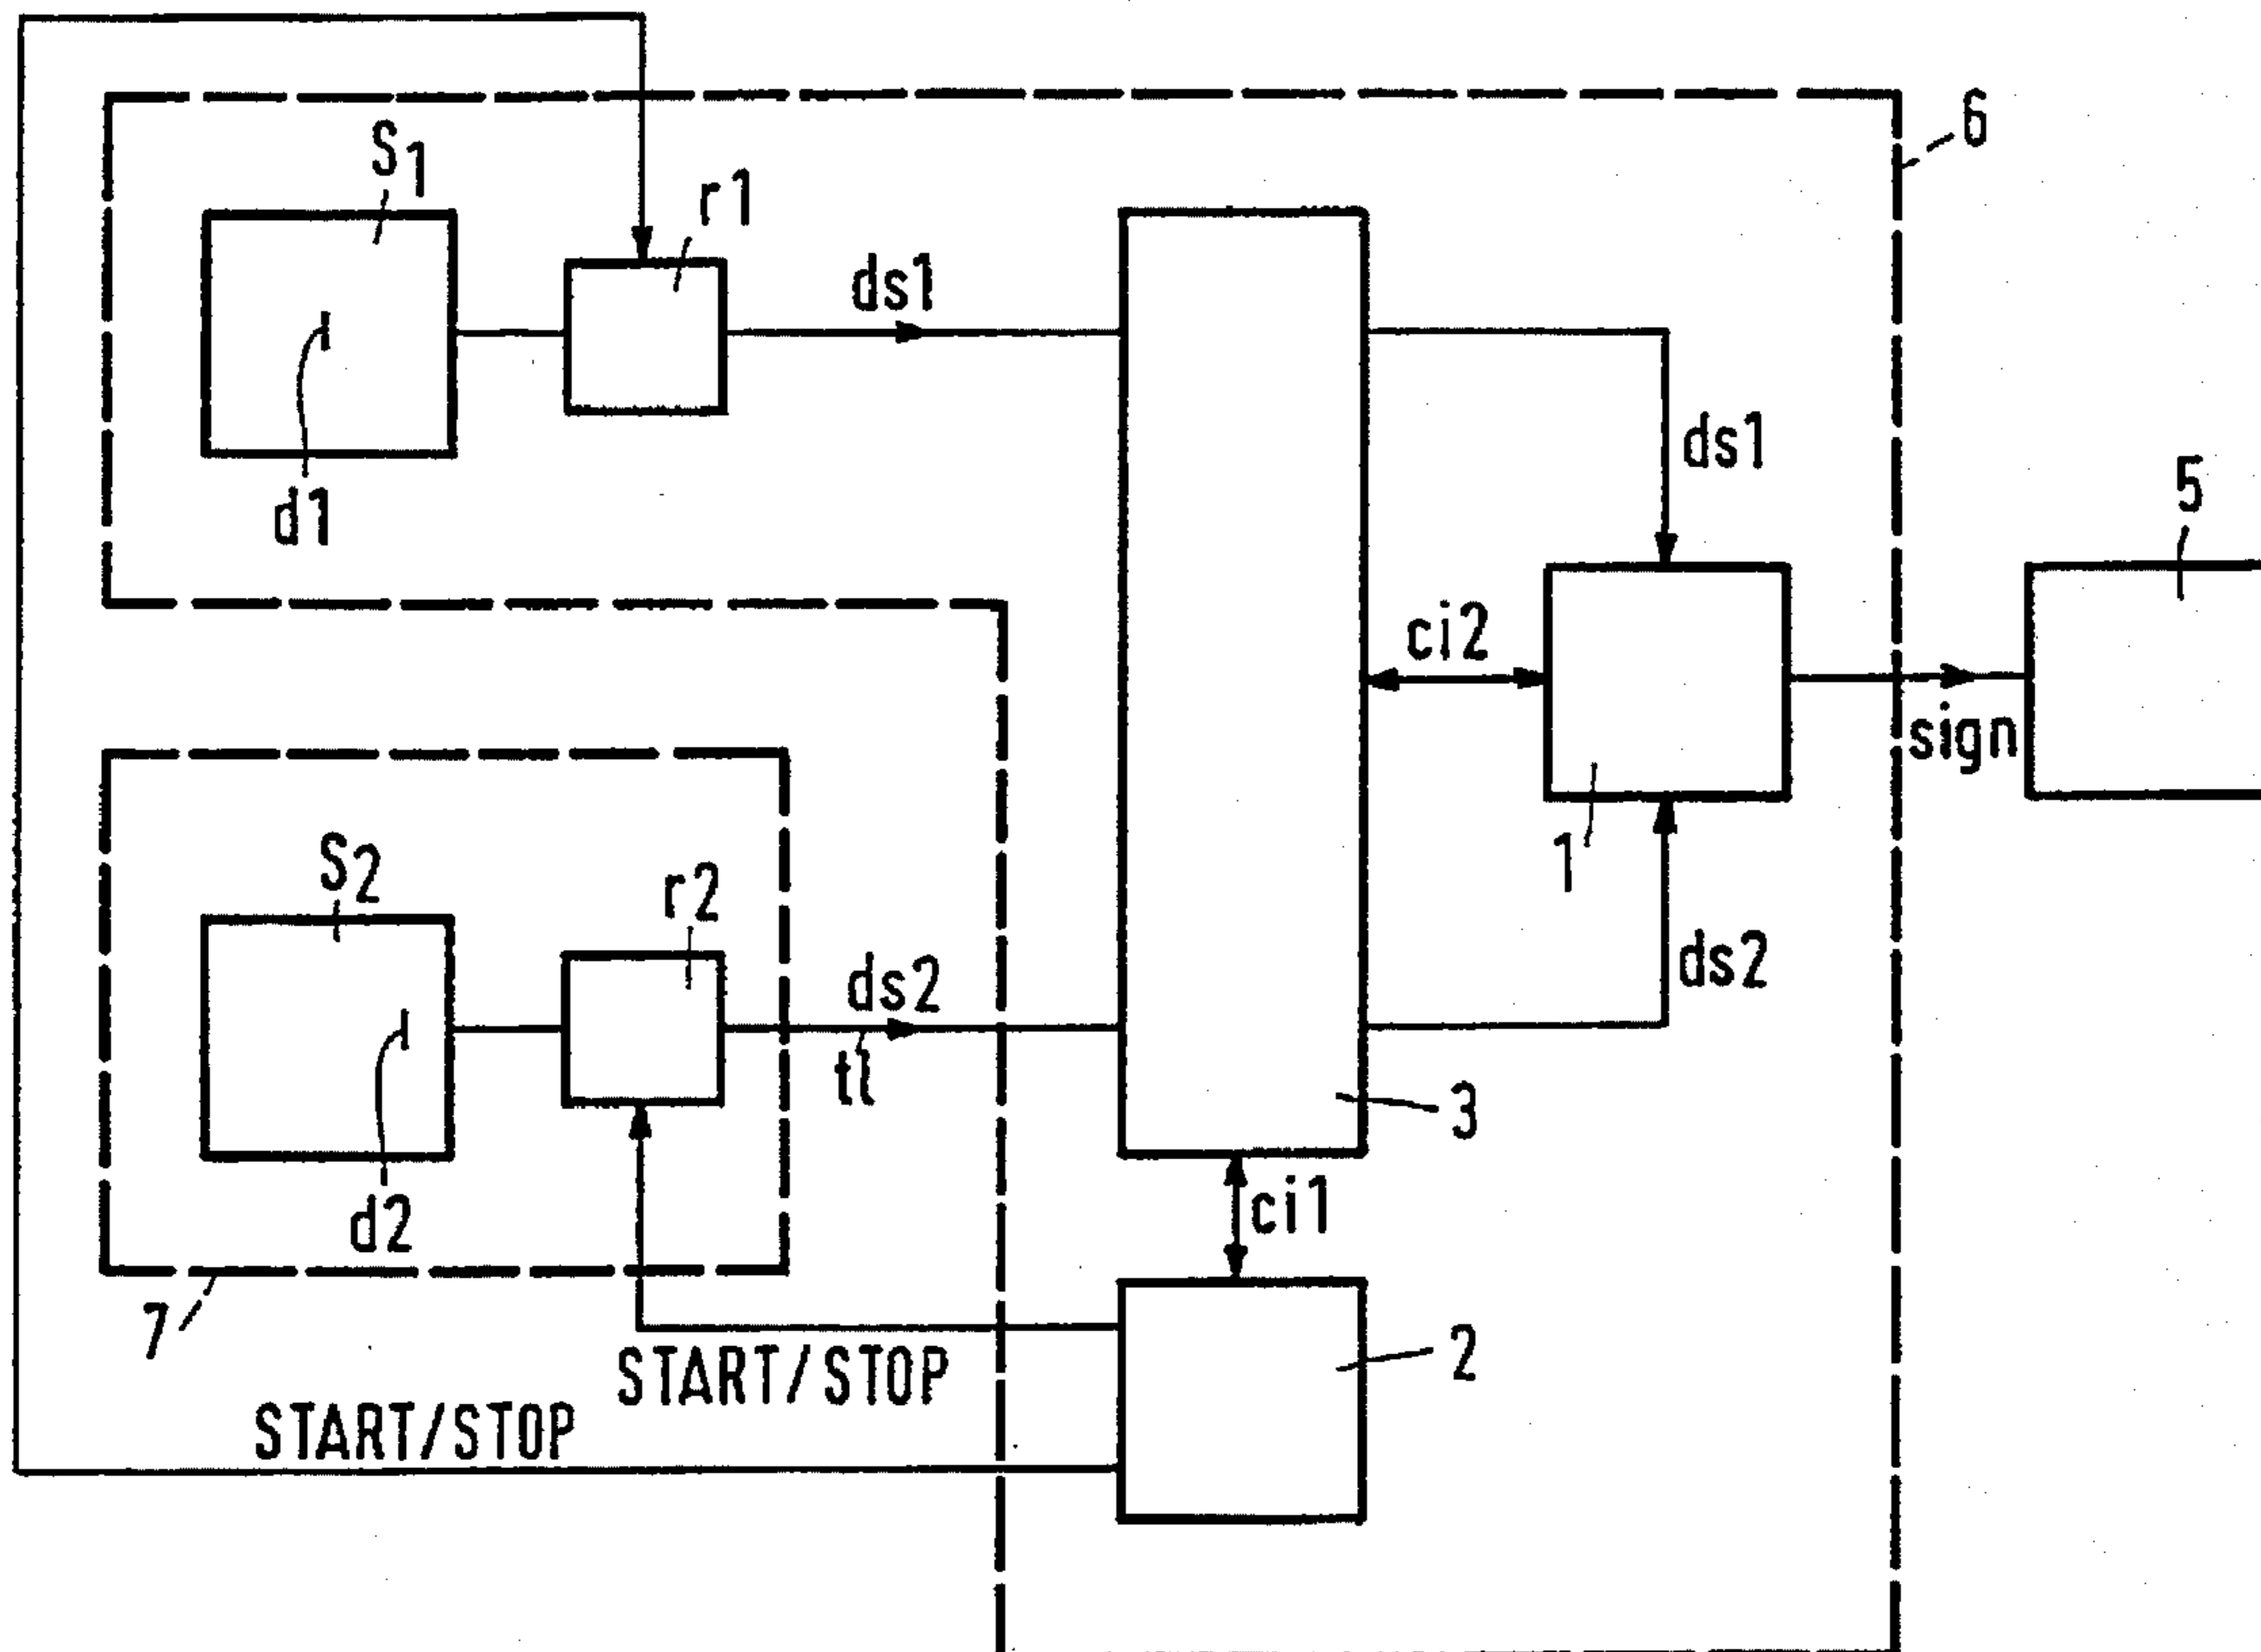 6
S1
r1
ds1
d1
ds1
5
ci2
sign
1
S2
r2
ds2
tl
ds2
3
d2
ci1
7
2
START/STOP
START/STOP